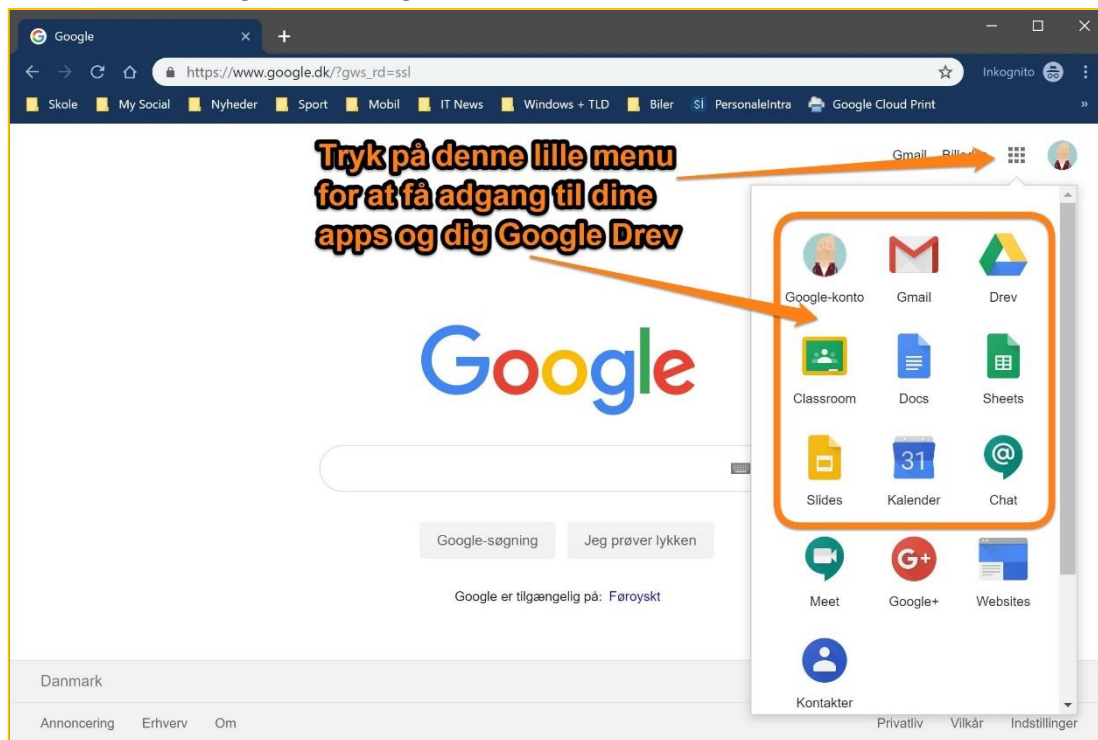 Google
https://www.google.dk/?gws_rd=ssl
Inkognito
Skole My Social Nyheder Sport Mobil IT News Windows + TLD Biler Sí PersonaleIntra Google Cloud Print »
Tryk på denne lille menu
for at få adgang til dine
apps og dig Google Drev
Gmail
Google-konto Gmail Drev
Classroom Docs Sheets
31
Slides Kalender Chat
G+
Meet Google+ Websites
Kontakter
Google
Google-søgning Jeg prøver lykken
Google er tilgængelig på: Føroyskt
Danmark
Annoncering Erhverv Om Privatliv Vilkår Indstillinger